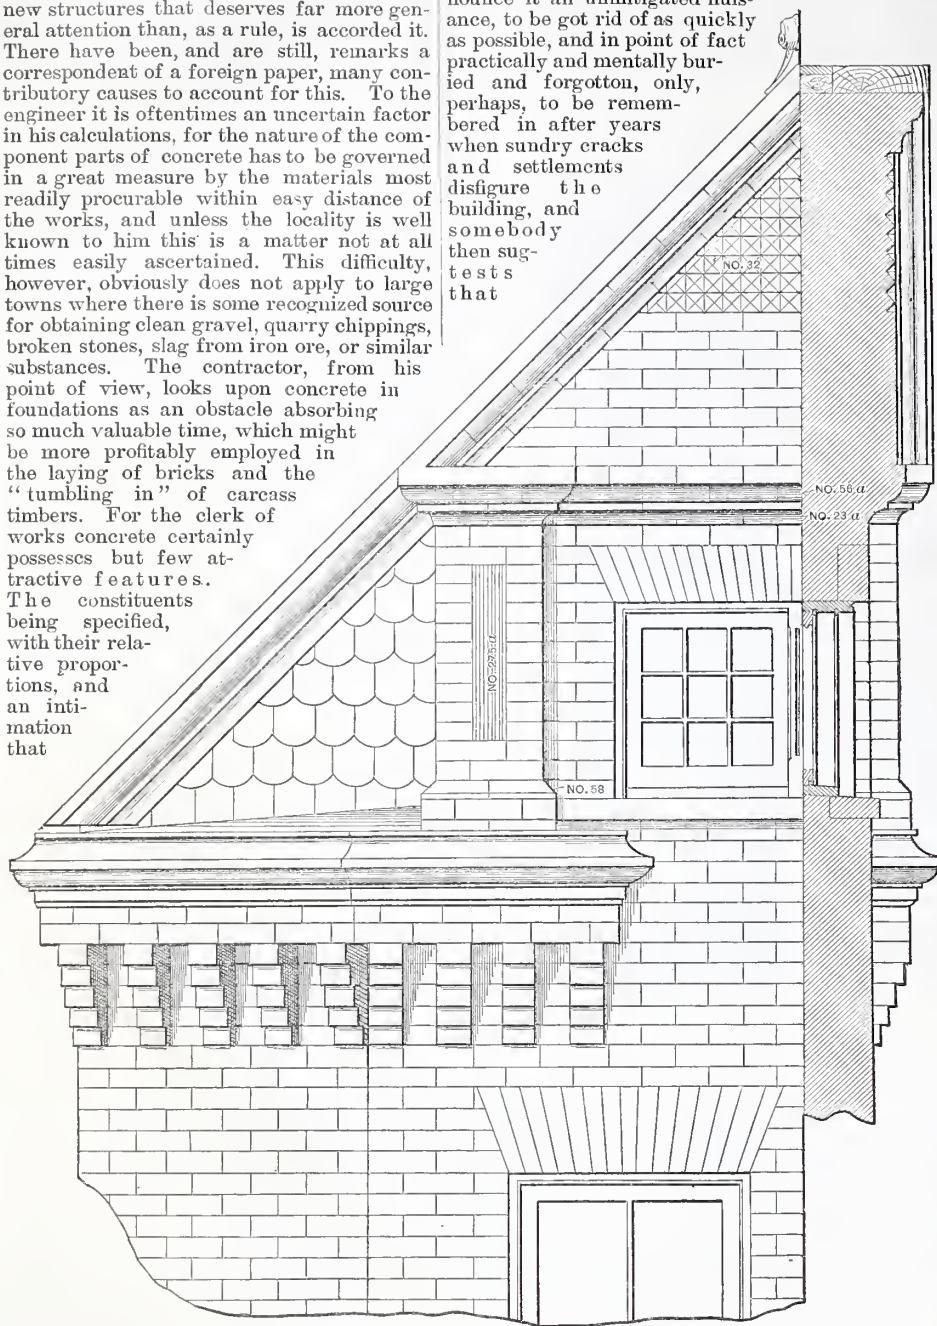 new structures that deserves far more gen-
eral attention than, as a rule, is accorded it.
There have been, and are still, remarks a
correspondent of a foreign paper, many con-
tributory causes to account for this. To the
engineer it is oftentimes an uncertain factor
in his calculations, for the nature of the com-
ponent parts of concrete has to be governed
in a great measure by the materials most
readily procurable within easy distance of
the works, and unless the locality is well
known to him this is a matter not at all
times easily ascertained. This difficulty,
however, obviously does not apply to large
towns where there is some recognized source
for obtaining clean gravel, quarry chippings,
broken stones, slag from iron ore, or similar
substances. The contractor, from his
point of view, looks upon concrete in
foundations as an obstacle absorbing
so much valuable time, which might
be more profitably employed in
the laying of bricks and the
"tumbling in" of carcass
timbers. For the clerk of
works concrete certainly
possesses but few at-
tractive features.
The constituents
being specified,
with their rela-
tive propor-
tions, and
an inti-
mation
that
nounce it an unmitigated nuis-
ance, to be got rid of as quickly
as possible, and in point of fact
practically and mentally bur-
ied and forgotton, only,
perhaps, to be remem-
bered in after years
when sundry cracks
and settlements
disfigure the
building, and
somebody
then sug-
tests
that
NO. 32
NO. 56 a
NO. 23 a
NO. 275 a
NO. 58